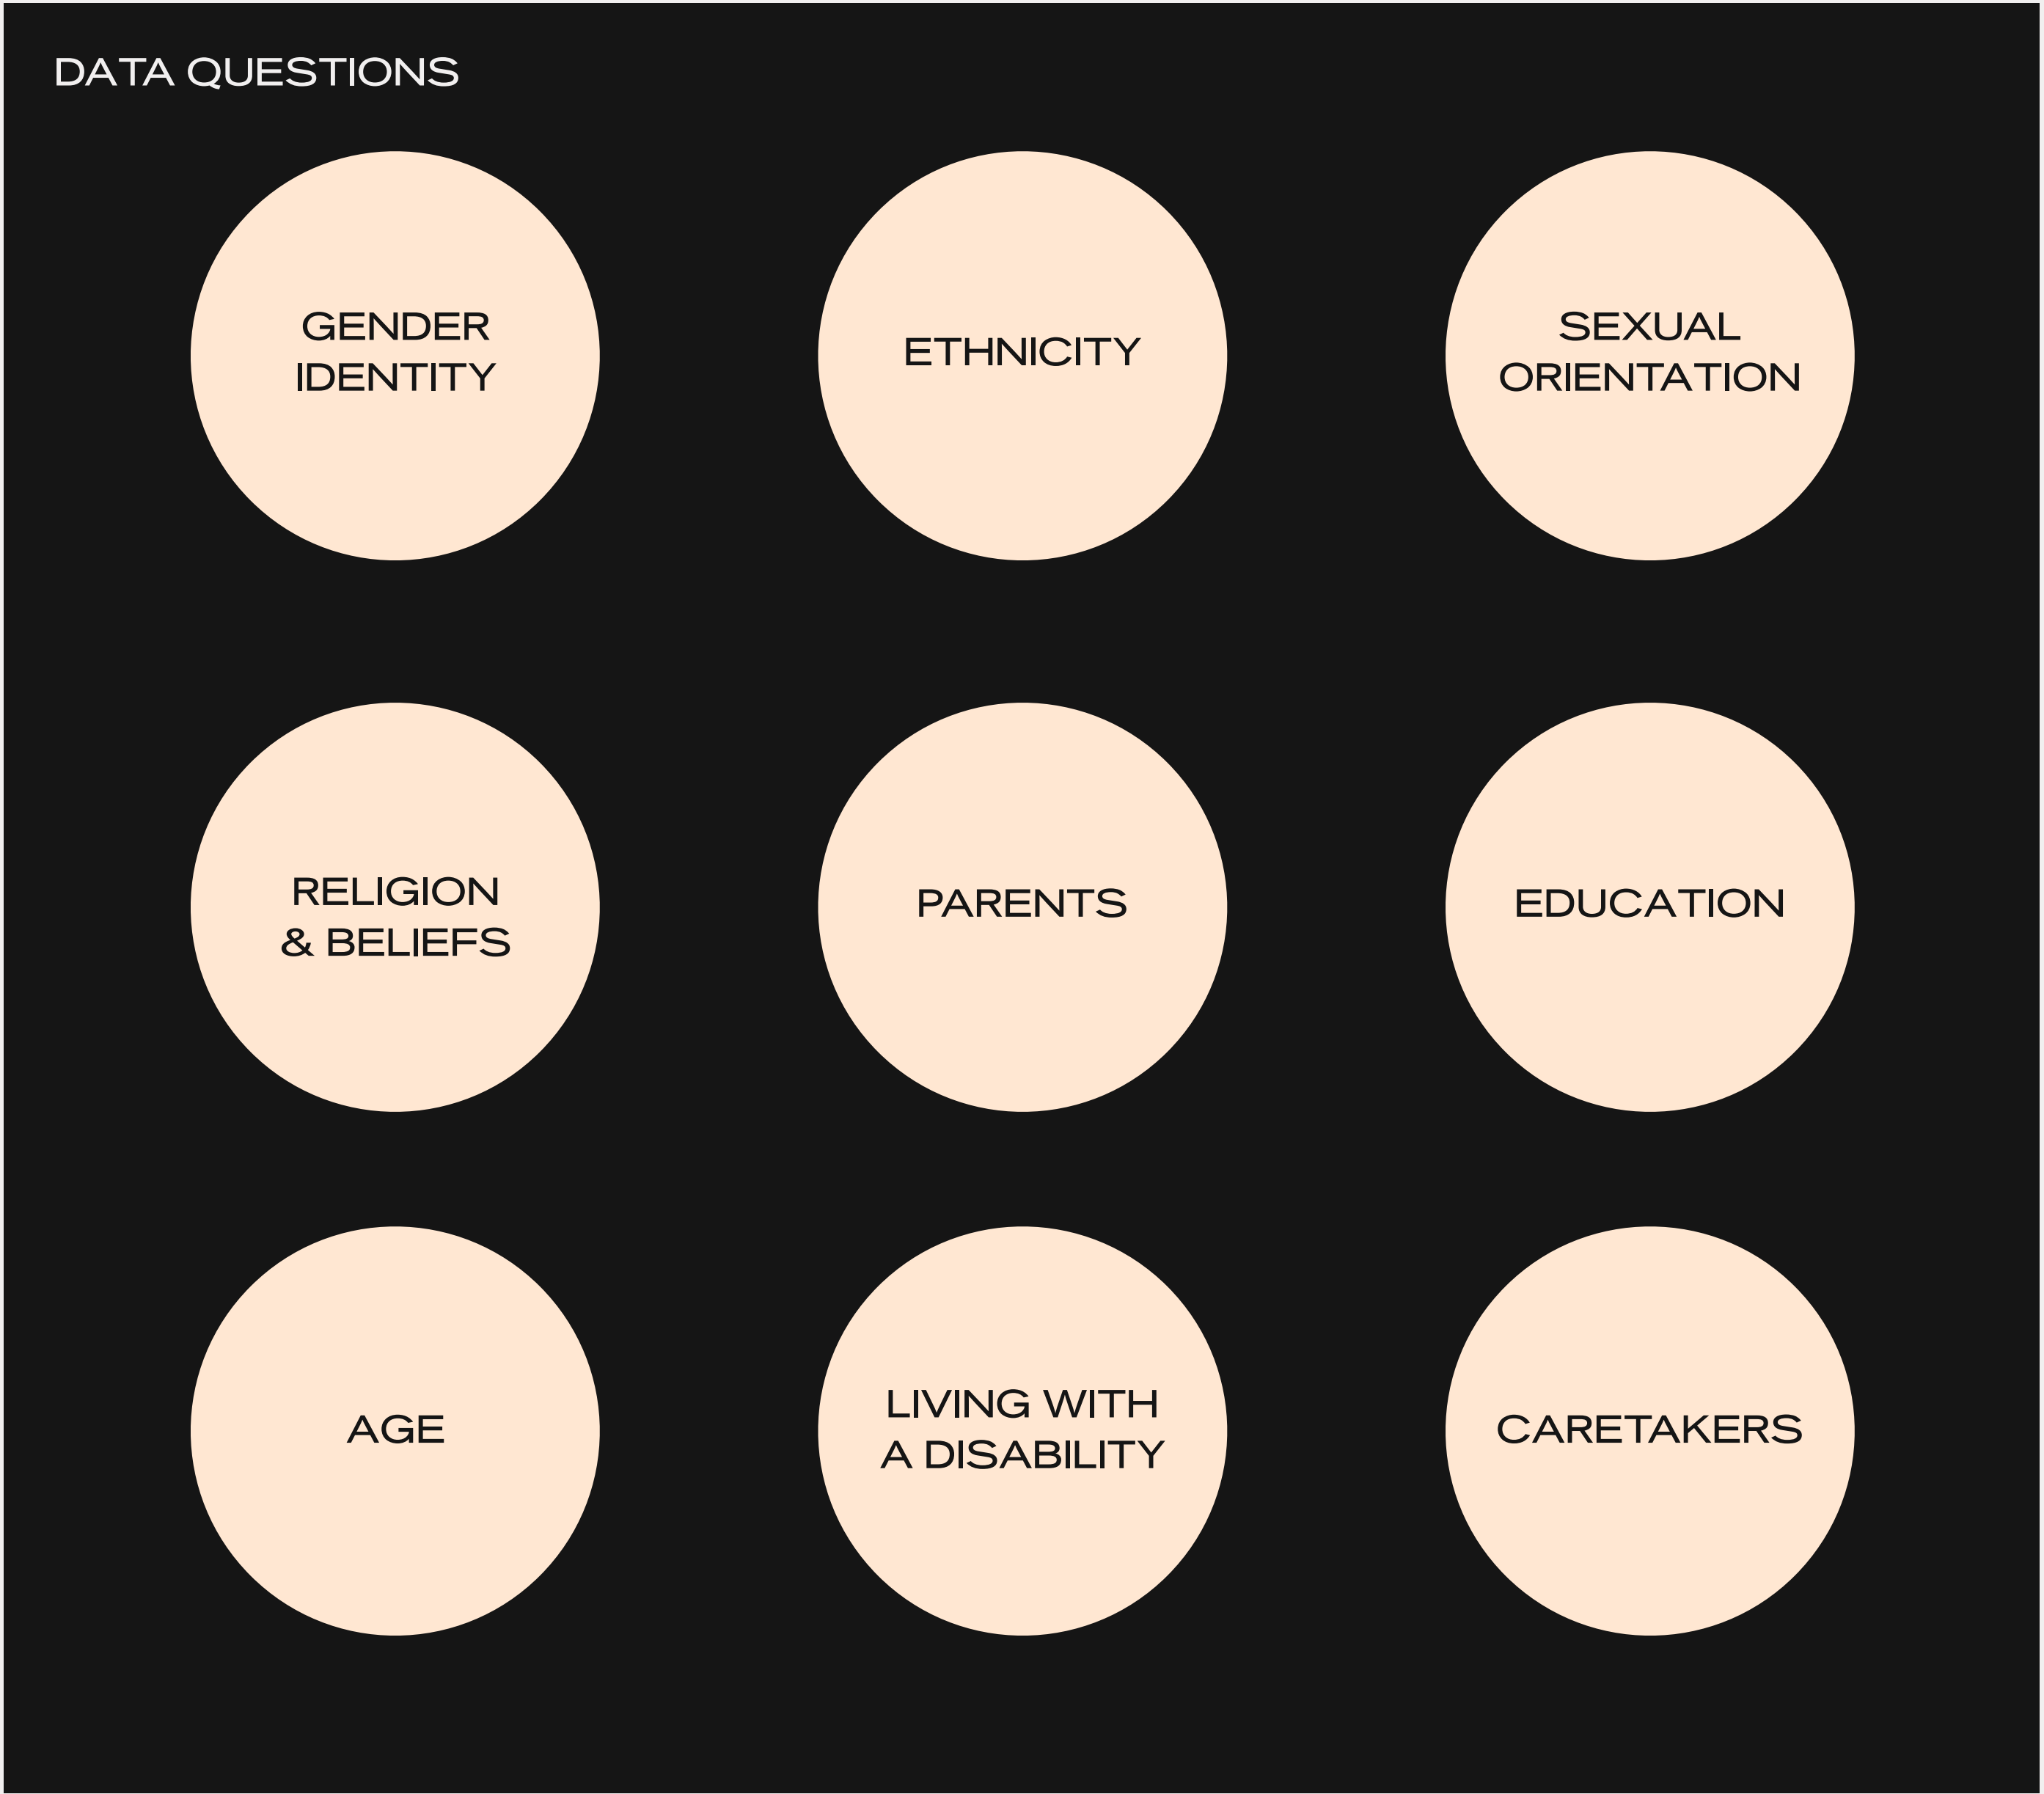 DATA QUESTIONS
GENDER
IDENTITY
ETHNICITY
SEXUAL
ORIENTATION
RELIGION
& BELIEFS
PARENTS
EDUCATION
AGE
LIVING WITH
A DISABILITY
CARETAKERS